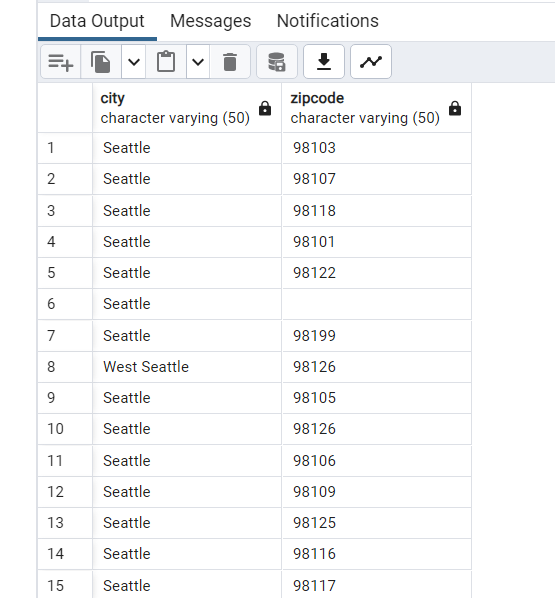 Data Output Messages Notifications
city zipcode
character varying (50) character varying (50)
1 Seattle 98103
2 Seattle 98107
3 Seattle 98118
4 Seattle 98101
5 Seattle 98122
6 Seattle
7 Seattle 98199
8 West Seattle 98126
9 Seattle 98105
10 Seattle 98126
11 Seattle 98106
12 Seattle 98109
13 Seattle 98125
14 Seattle 98116
15 Seattle 98117